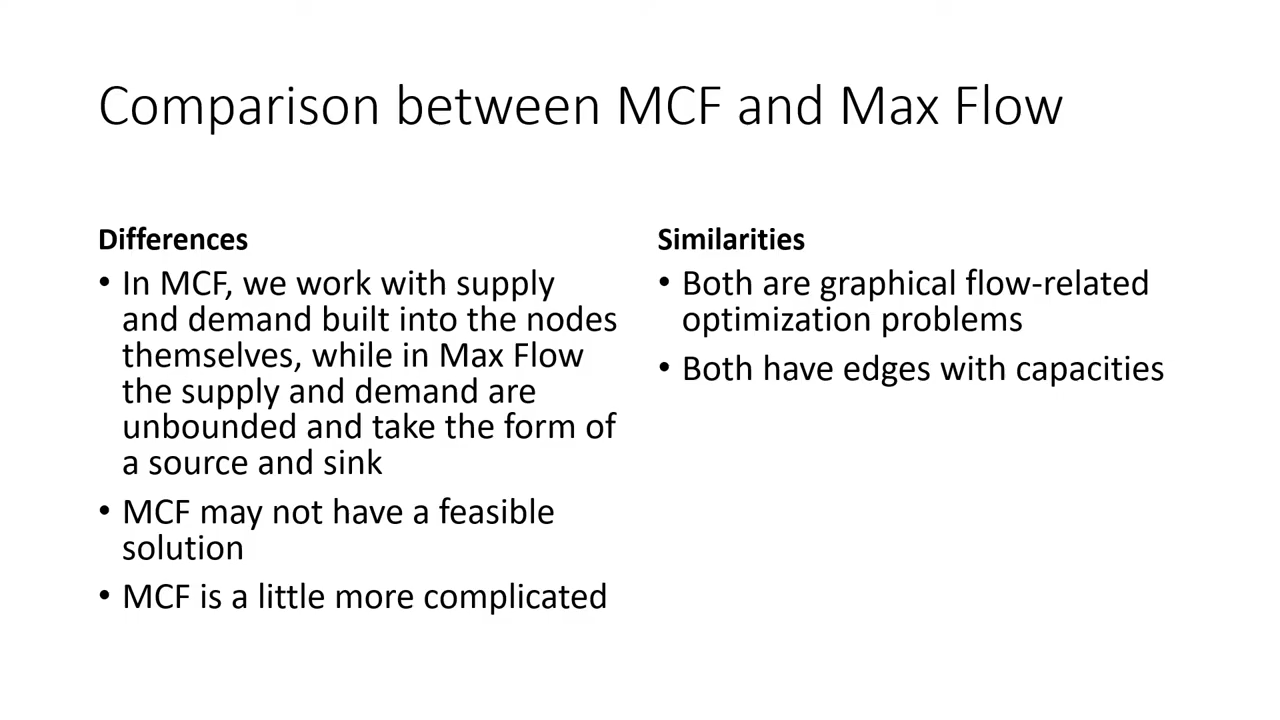 Comparison between MCF and Max Flow
Differences
• In MCF, we work with supply
and demand built into the nodes
themselves, while in Max Flow
the supply and demand are
unbounded and take the form of
a source and sink
• MCF may not have a feasible
solution
• MCF is a little more complicated
Similarities
• Both are graphical flow-related
optimization problems
• Both have edges with capacities